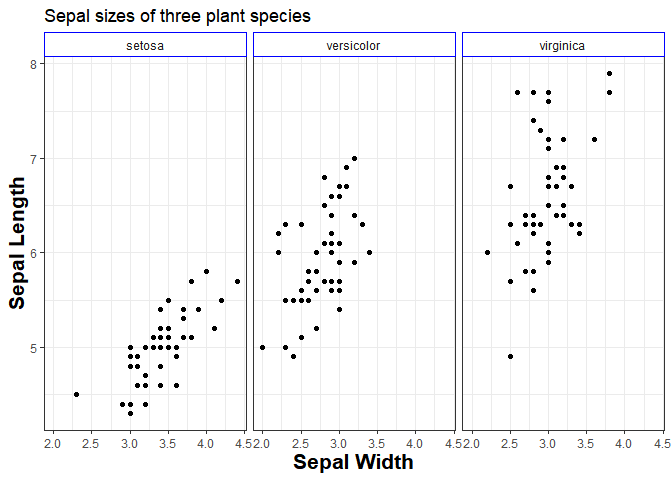 Sepal sizes of three plant species
setosa versicolor virginica
8
7
6
5
Sepal Length
2.0 2.5 3.0 3.5 4.0 4.5 2.0 2.5 3.0 3.5 4.0 4.5 2.0 2.5 3.0 3.5 4.0 4.5
Sepal Width